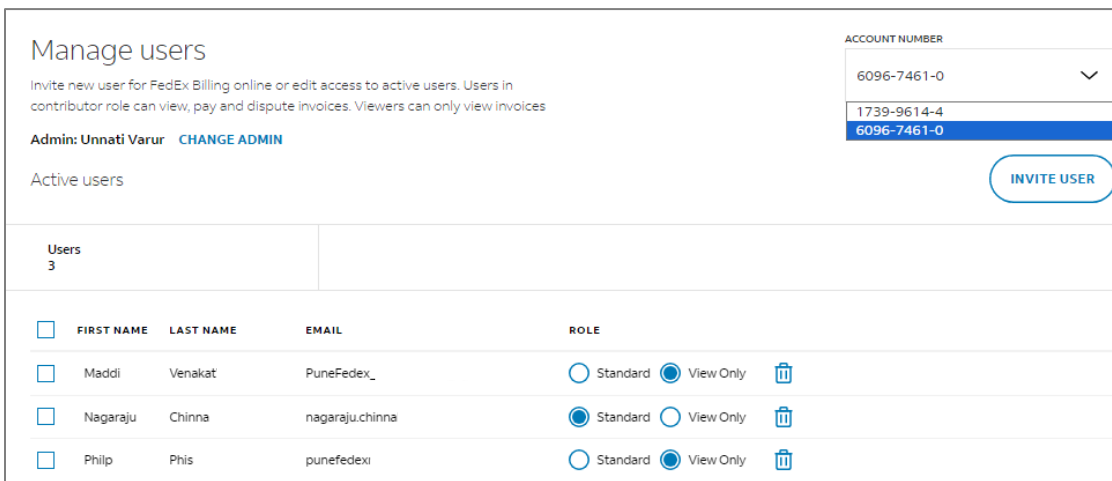 Manage users
Invite new user for FedEx Billing online or edit access to active users. Users in
contributor role can view, pay and dispute invoices. Viewers can only view invoices
Admin: Unnati Varur CHANGE ADMIN
Active users
ACCOUNT NUMBER
6096-7461-0
1739-9614-4
6096-7461-0
INVITE USER
Users
3
FIRST NAME LAST NAME EMAIL ROLE
Maddi Venakat PuneFedex_ Standard View Only
Nagaraju Chinna nagaraju.chinna Standard View Only
Philp Phis punefedex Standard View Only